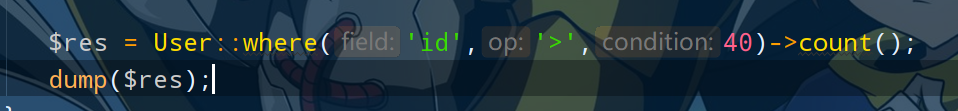 $res = User::where( field: 'id', op: '>', condition: 40)->count();
dump($res);
}